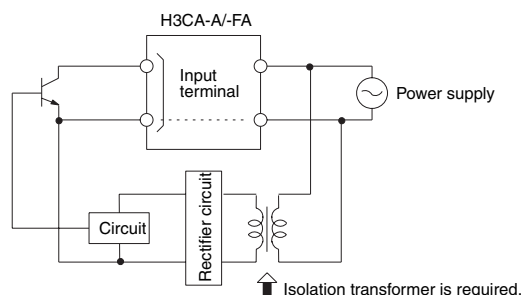 H3CA-A/-FA
Input
terminal
Power supply
Circuit
Rectifier circuit
Isolation transformer is required.